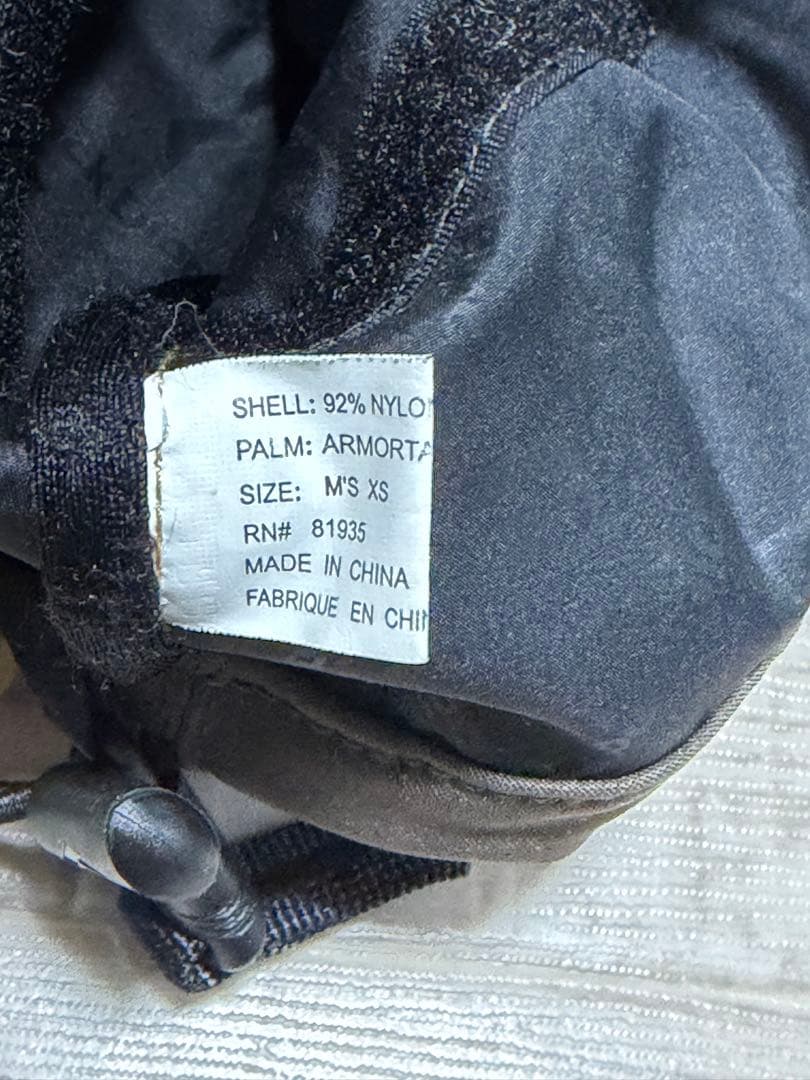 SHELL: 92% NYLO
PALM: ARMORTA
SIZE: M'S XS
RN# 81935
MADE IN CHINA
FABRIQUE EN CHI